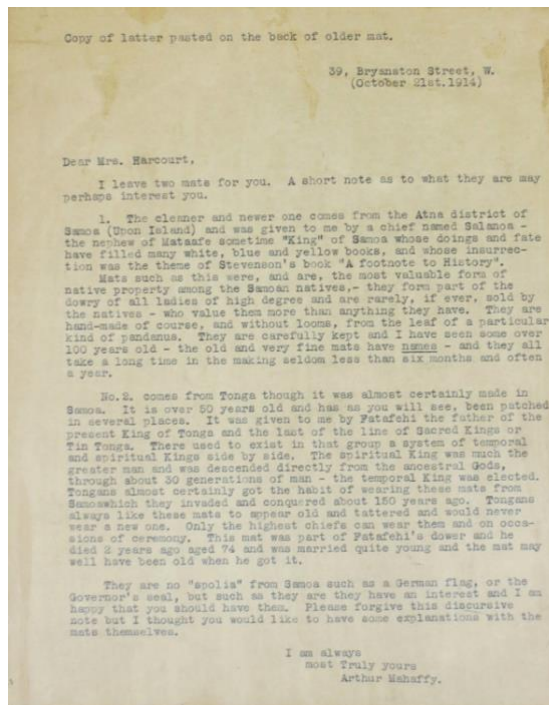 Copy of latter pasted on the back of older mat.
39, Bryanston Street, W.
(October 21st.1914)
Dear Mrs. Harcourt,
I leave two mats for you. A short note as to what they are may
perhaps interest you.
1. The cleaner and newer one comes from the Atna district of
Samoa (Upon Island) and was given to me by a chief named Salanoa -
the nephew of Mataafe sometime "King" of Samoa whose doings and fate
have filled many white, blue and yellow books, and whose insurrec-
tion was the theme of Stevenson's book "A footnote to History".
Mats such as this were, and are, the most valuable form of
native property among the Samoan natives,- they form part of the
dowry of all ladies of high degree and are rarely, if ever, sold by
the natives - who value them more than anything they have. They are
hand-made of course, and without looms, from the leaf of a particular
kind of pandanus. They are carefully kept and I have seen some over
100 years old - the old and very fine mats have names - and they all
take a long time in the making seldom less than six months and often
a year.
No.2. comes from Tonga though it was almost certainly made in
Samoa. It is over 50 years old and has as you will see, been patched
in several places. It was given to me by Fatafehi the father of the
present King of Tonga and the last of the line of Sacred Kings or
Tin Tonga. There used to exist in that group a system of temporal
and spiritual Kings side by side. The spiritual King was much the
greater man and was descended directly from the ancestral Gods,
through about 30 generations of man - the temporal King was elected.
Tongans almost certainly got the habit of wearing these mats from
Samoawhich they invaded and conquered about 150 years ago. Tongans
always like these mats to appear old and tattered and would never
wear a new one. Only the highest chiefs can wear them and on occa-
sions of ceremony. This mat was part of Fatafehi's dower and he
died 2 years ago aged 74 and was married quite young and the mat may
well have been old when he got it.
They are no "spolia" from Samoa such as a German flag, or the
Governor's seal, but such as they are they have an interest and I am
happy that you should have them. Please forgive this discursive
note but I thought you would like to have some explanations with the
mats themselves.
I am always
most Truly yours
Arthur Mahaffy.